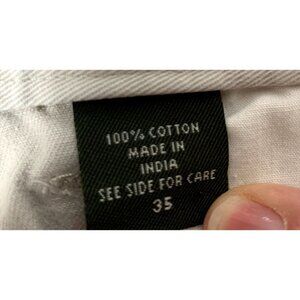 100% COTTON
MADE IN
INDIA
SEE SIDE FOR CARE
35